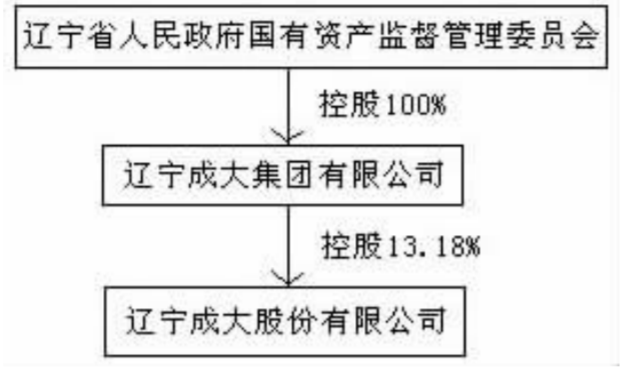 辽宁省人民政府国有资产监督管理委员会
控股100%
辽宁成大集团有限公司
控股13.18%
辽宁成大股份有限公司